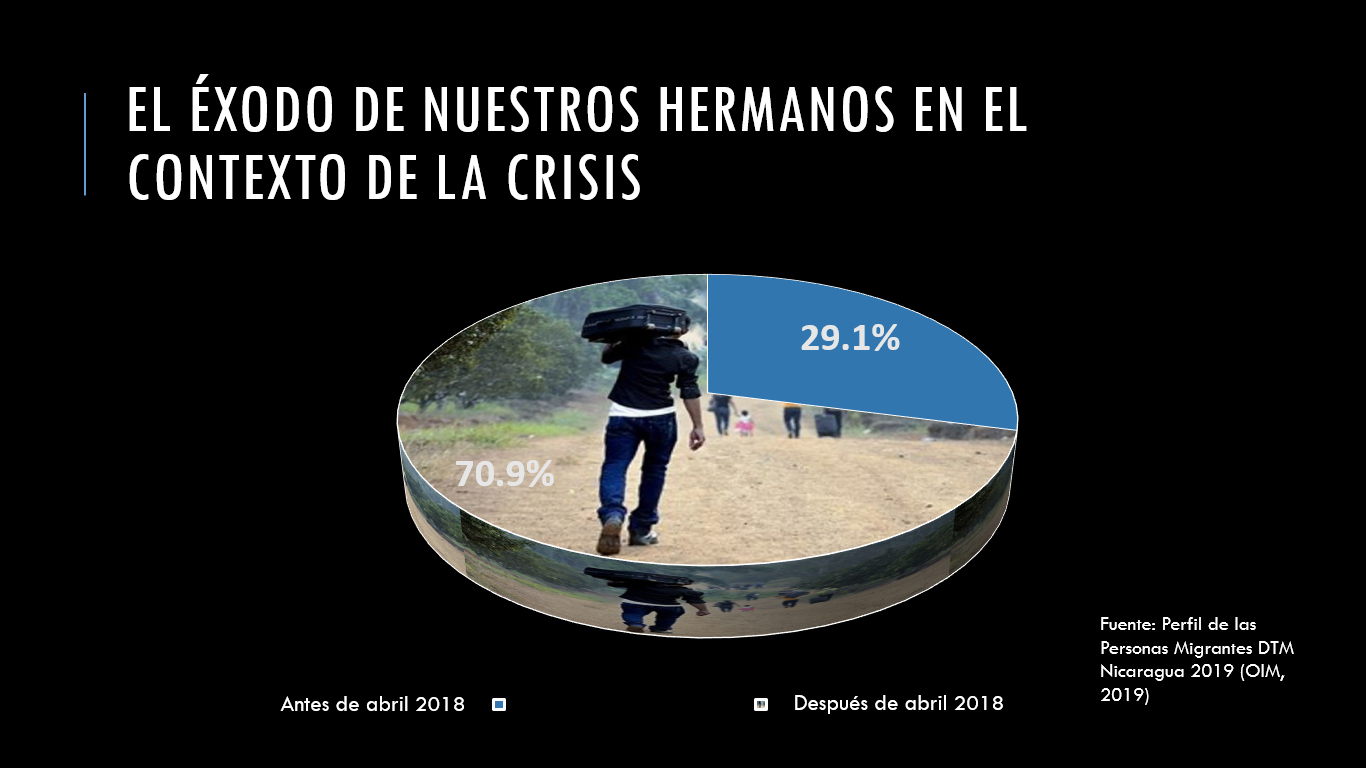 EL ÉXODO DE NUESTROS HERMANOS EN EL
CONTEXTO DE LA CRISIS
29.1%
70.9%
Antes de abril 2018
Después de abril 2018
Fuente: Perfil de las
Personas Migrantes DTM
Nicaragua 2019 (OIM,
2019)